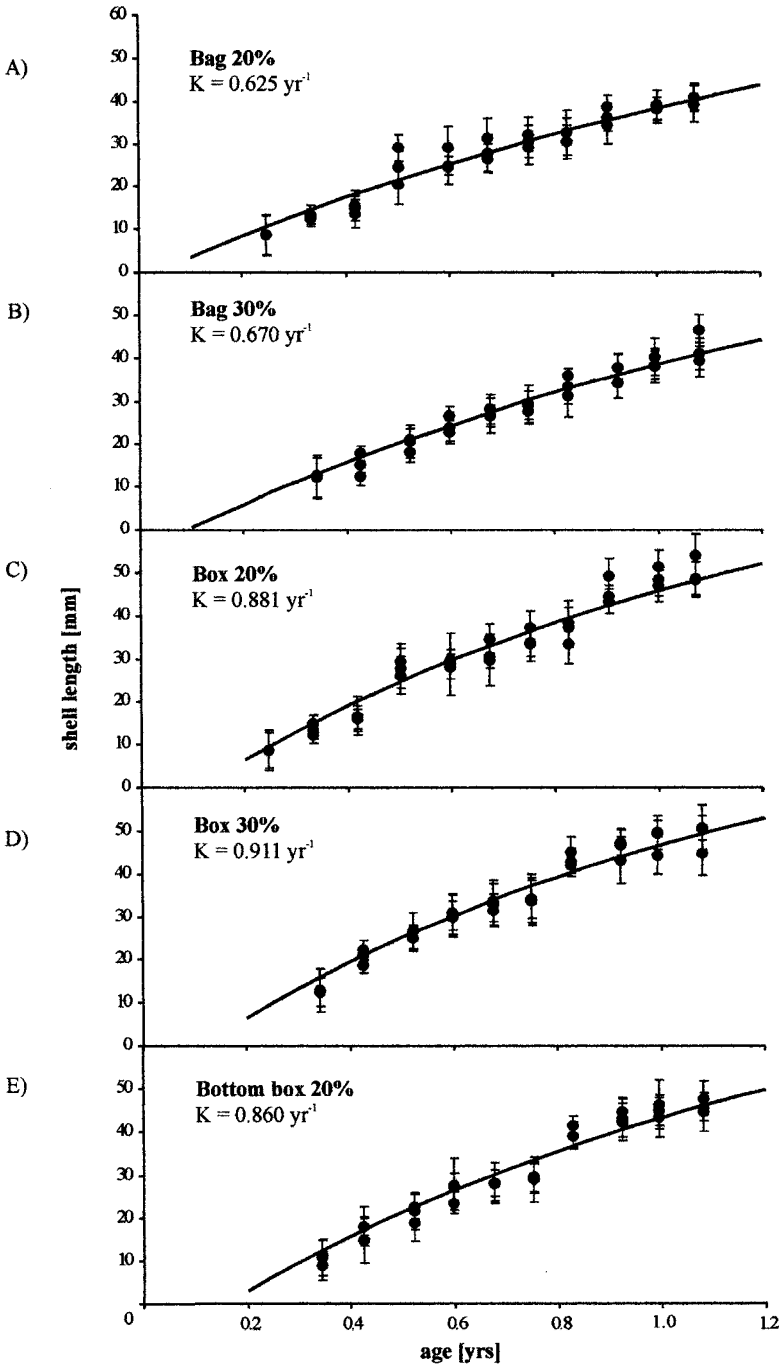 A)
60
50
40
30
20
10
0
Bag 20%
K = 0.625 yr-1
B)
50
40
30
20
10
0
Bag 30%
K = 0.670 yr-1
C)
50
40
30
20
10
0
Box 20%
K = 0.881 yr-1
shell length [mm]
D)
50
40
30
20
10
0
Box 30%
K = 0.911 yr-1
E)
50
40
30
20
10
0
Bottom box 20%
K = 0.860 yr-1
0.2 0.4 0.6 0.8 1.0 1.2
age [yrs]